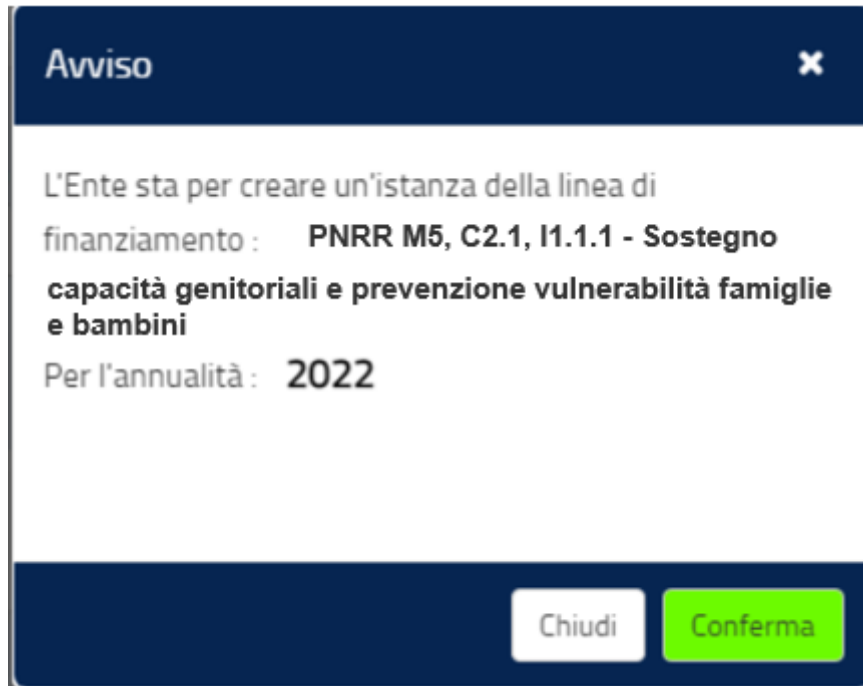 Avviso
L'Ente sta per creare un'istanza della linea di
finanziamento : PNRR M5, C2.1, I1.1.1 - Sostegno
capacità genitoriali e prevenzione vulnerabilità famiglie
e bambini
Per l'annualità : 2022
Chiudi Conferma